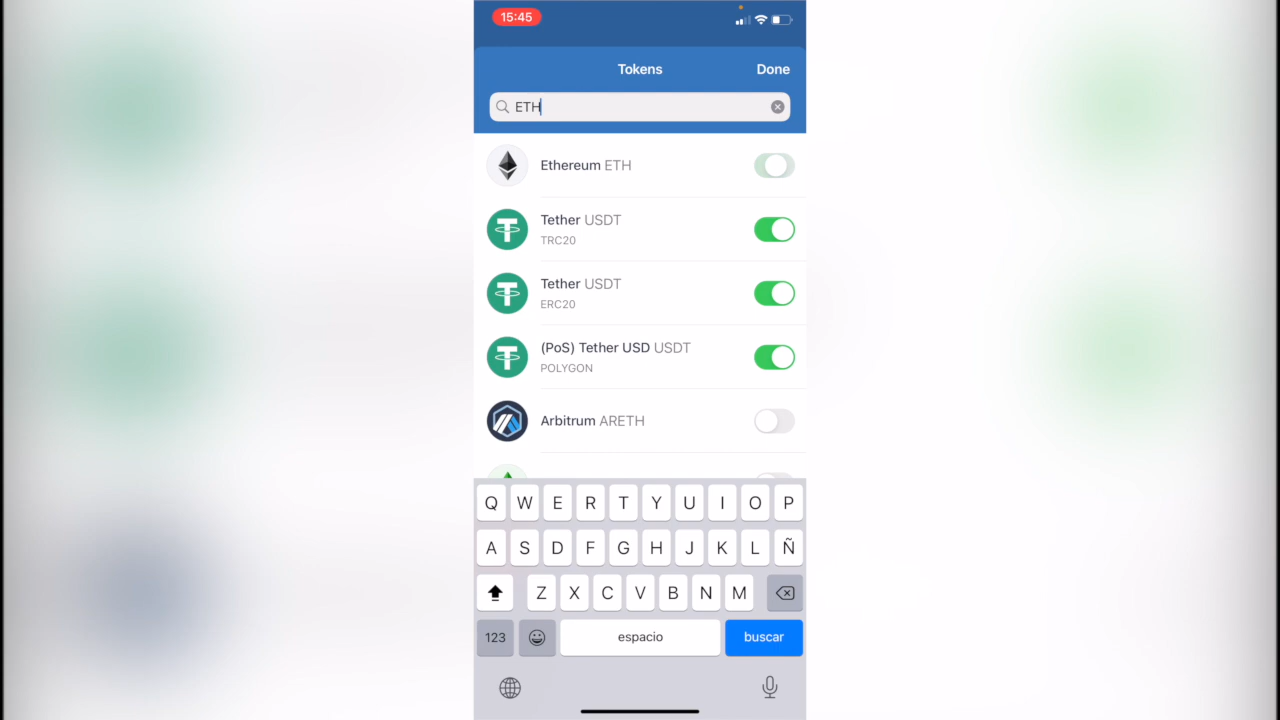 15:45
Tokens
Done
ETH
Ethereum ETH
Tether USDT
TRC20
Tether USDT
ERC20
(PoS) Tether USD USDT
POLYGON
Arbitrum ARETH
Q W E R T Y U I O P
A S D F G H J K L Ñ
Z X C V B N M
123
espacio
buscar